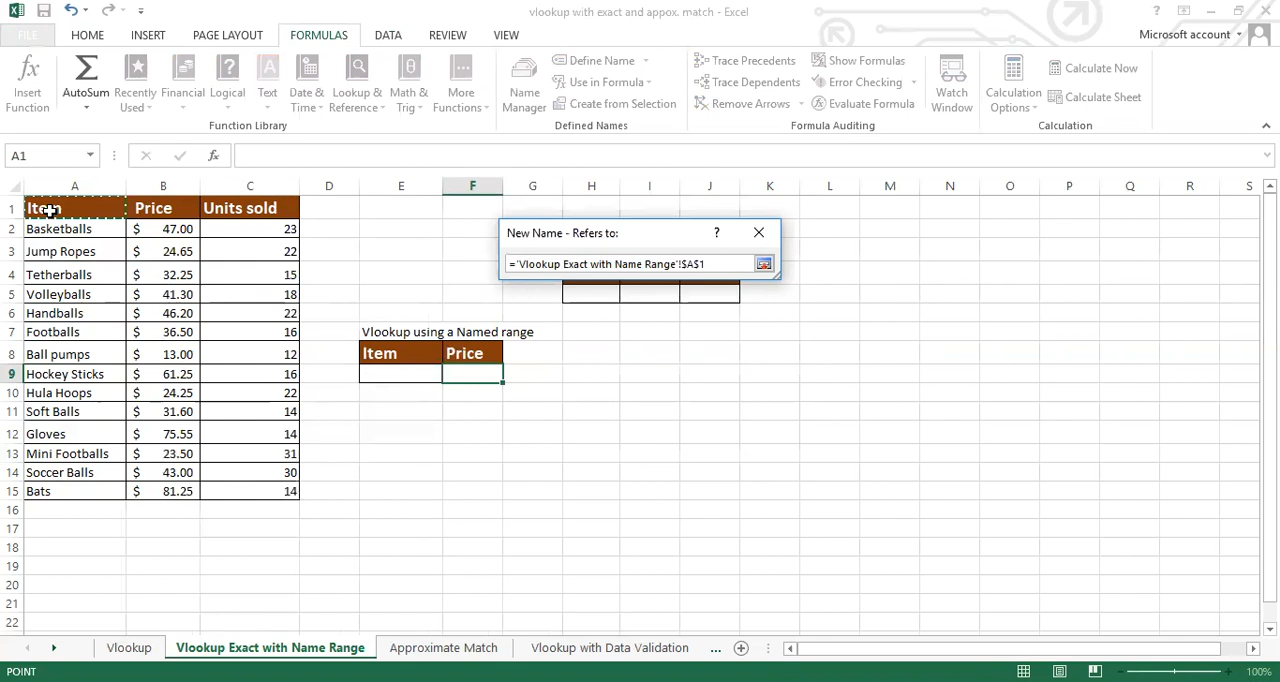 vlookup with exact and appox. match - Excel
FILE HOME INSERT PAGE LAYOUT FORMULAS DATA REVIEW VIEW Microsoft account
Insert Function
AutoSum
Recently Used
Financial
Logical
Text
Date & Time
Lookup & Reference
Math & Trig
More Functions
Function Library
Name Manager
Define Name
Use in Formula
Create from Selection
Defined Names
Trace Precedents
Trace Dependents
Remove Arrows
Show Formulas
Error Checking
Evaluate Formula
Formula Auditing
Watch Window
Calculation Options
Calculate Now
Calculate Sheet
Calculation
A1
fx
A B C D E F G H I J K L M N O P Q R S
1 Item Price Units sold
2 Basketballs $ 47.00 23
3 Jump Ropes $ 24.65 22
4 Tetherballs $ 32.25 15
5 Volleyballs $ 41.30 18
6 Handballs $ 46.20 22
7 Footballs $ 36.50 16 Vlookup using a Named range
8 Ball pumps $ 13.00 12 Item Price
9 Hockey Sticks $ 61.25 16
10 Hula Hoops $ 24.25 22
11 Soft Balls $ 31.60 14
12 Gloves $ 75.55 14
13 Mini Footballs $ 23.50 31
14 Soccer Balls $ 43.00 30
15 Bats $ 81.25 14
16
17
18
19
20
21
22
New Name - Refers to: ?
='Vlookup Exact with Name Range'!$A$1
Vlookup Vlookup Exact with Name Range Approximate Match Vlookup with Data Validation ...
POINT 100%